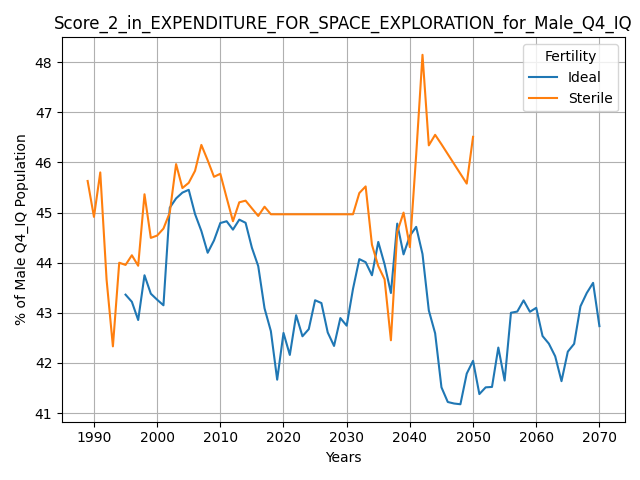 Score_2_in_EXPENDITURE_FOR_SPACE_EXPLORATION_for_Male_Q4_IQ
Fertility
Ideal
Sterile
% of Male Q4_IQ Population
48
47
46
45
44
43
42
41
1990 2000 2010 2020 2030 2040 2050 2060 2070
Years